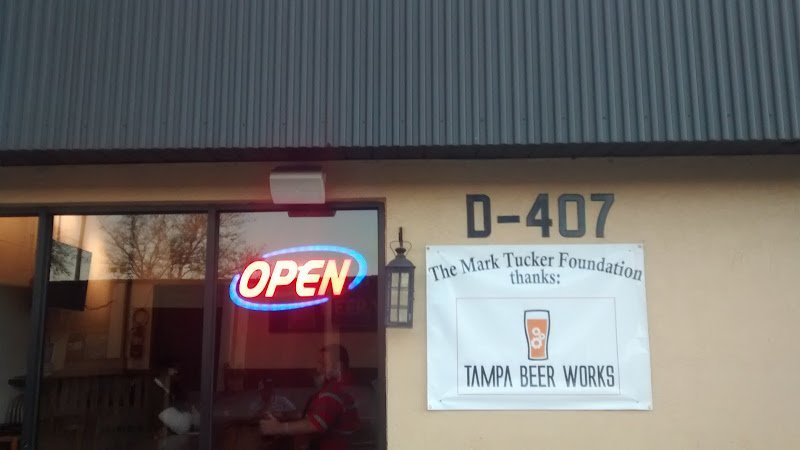 D-407
OPEN
The Mark Tucker Foundation
thanks:
TAMPA BEER WORKS